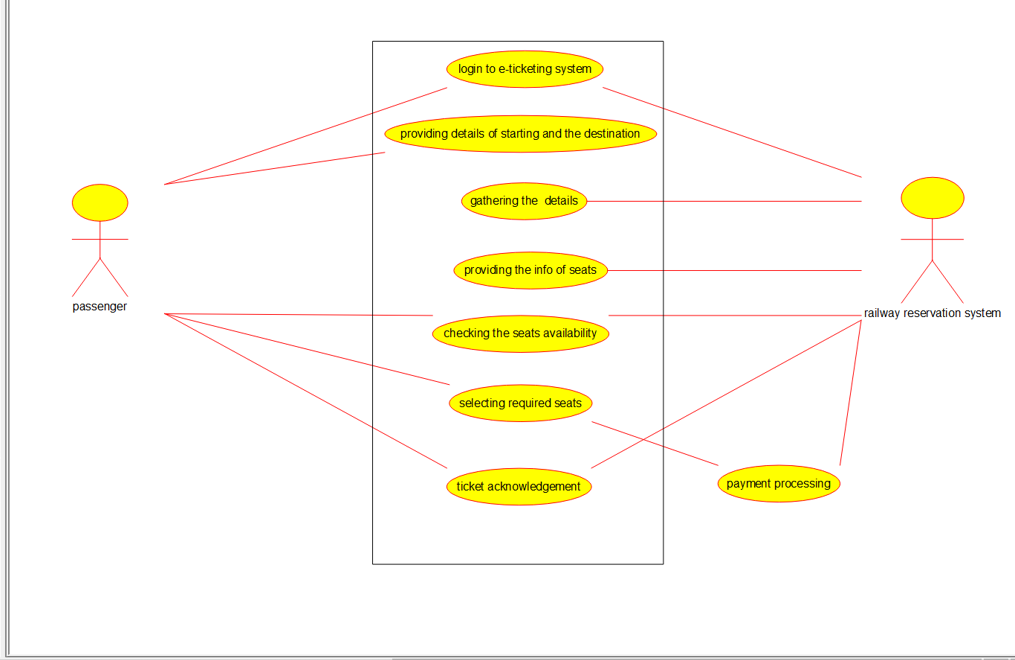 login to e-ticketing system
providing details of starting and the destination
gathering the  details
providing the info of seats
passenger
railway reservation system
checking the seats availability
selecting required seats
ticket acknowledgement
payment processing